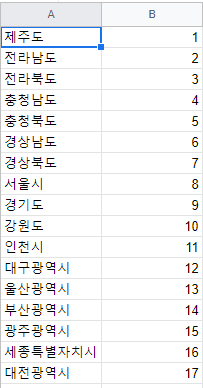 A B
제주도 1
전라남도 2
전라북도 3
충청남도 4
충청북도 5
경상남도 6
경상북도 7
서울시 8
경기도 9
강원도 10
인천시 11
대구광역시 12
울산광역시 13
부산광역시 14
광주광역시 15
세종특별자치시 16
대전광역시 17